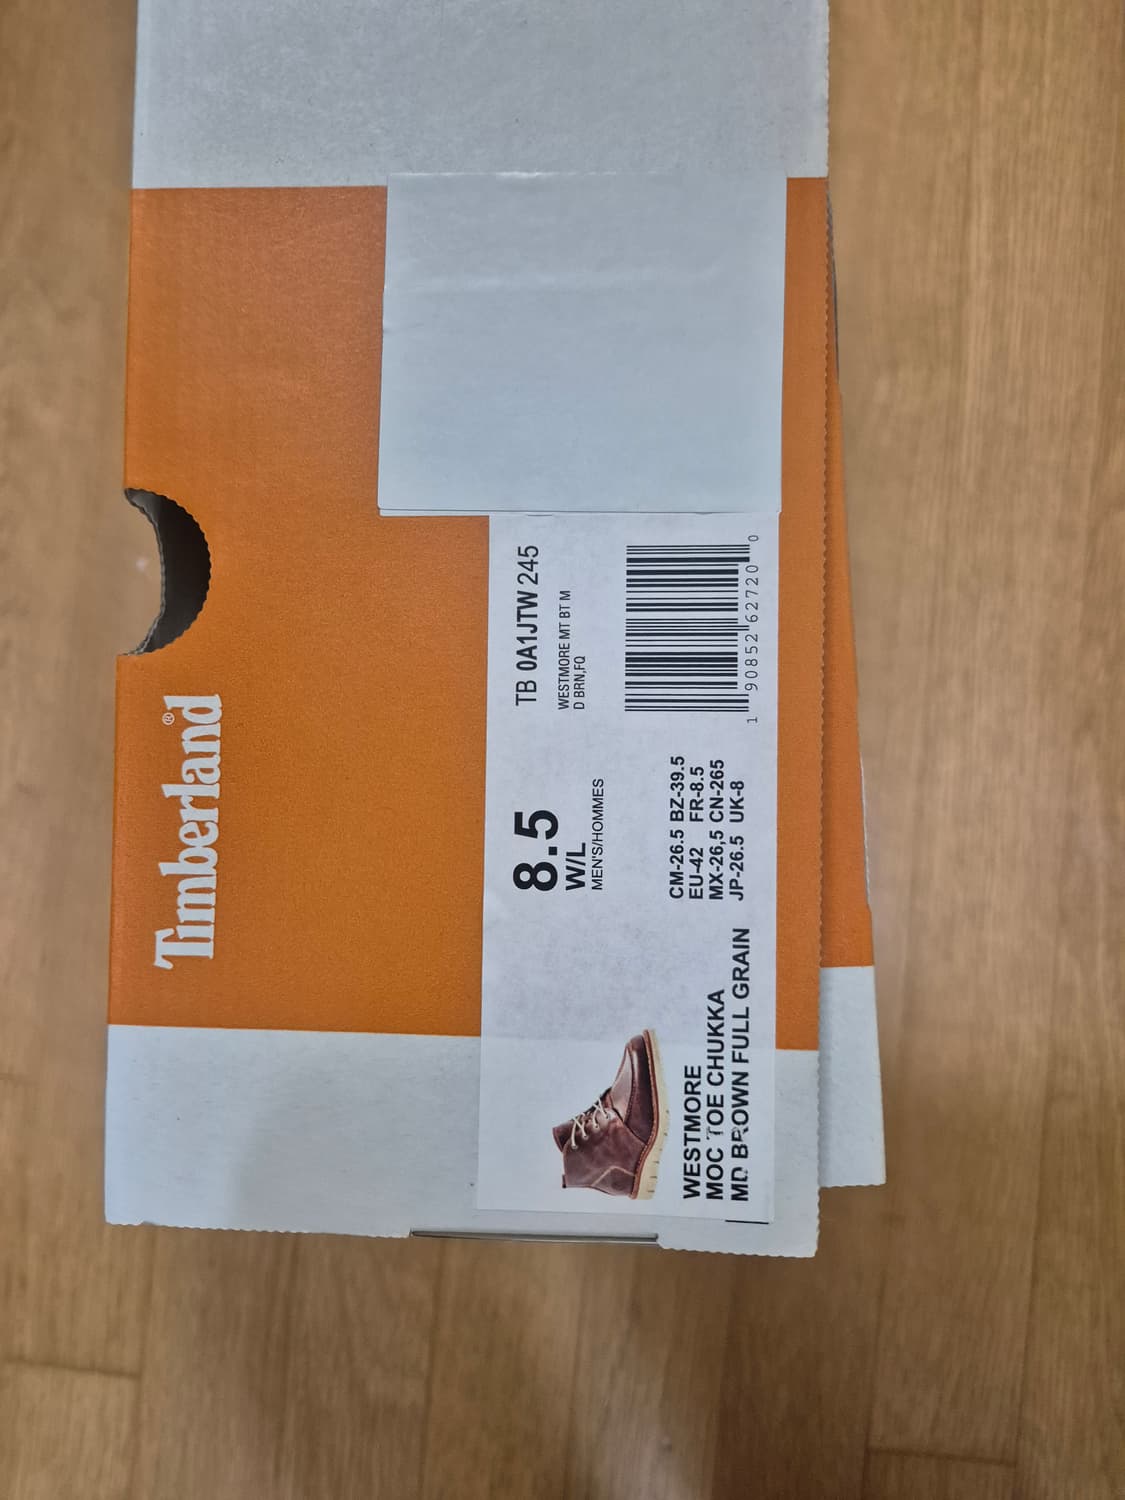 Timberland®
TB 0A1JTW 245
WESTMORE MT BT M
D BRN,FQ
1 90852 62720 0
8.5
W/L
MEN'S/HOMMES
CM-26.5 BZ-39.5
EU-42 FR-8.5
MX-26,5 CN-265
JP-26.5 UK-8
WESTMORE
MOC TOE CHUKKA
MD BROWN FULL GRAIN